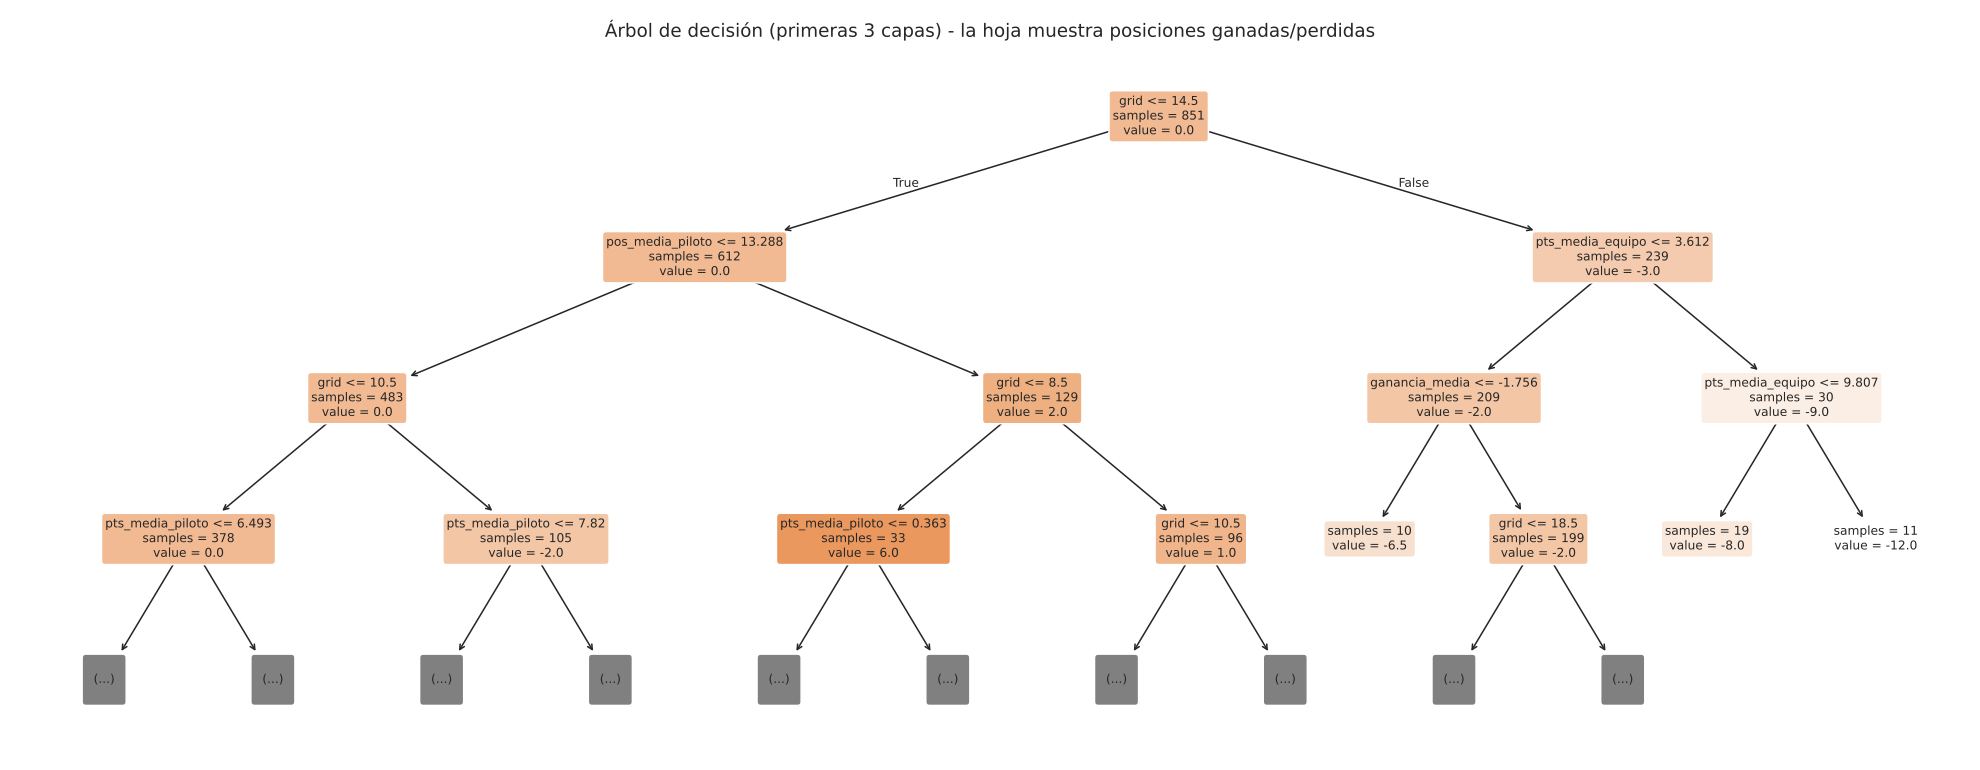 Árbol de decisión (primeras 3 capas) - la hoja muestra posiciones ganadas/perdidas
grid <= 14.5
samples = 851
value = 0.0
True
False
pos_media_piloto <= 13.288
samples = 612
value = 0.0
pts_media_equipo <= 3.612
samples = 239
value = -3.0
grid <= 10.5
samples = 483
value = 0.0
grid <= 8.5
samples = 129
value = 2.0
ganancia_media <= -1.756
samples = 209
value = -2.0
pts_media_equipo <= 9.807
samples = 30
value = -9.0
pts_media_piloto <= 6.493
samples = 378
value = 0.0
pts_media_piloto <= 7.82
samples = 105
value = -2.0
pts_media_piloto <= 0.363
samples = 33
value = 6.0
grid <= 10.5
samples = 96
value = 1.0
samples = 10
value = -6.5
grid <= 18.5
samples = 199
value = -2.0
samples = 19
value = -8.0
samples = 11
value = -12.0
(...)
(...)
(...)
(...)
(...)
(...)
(...)
(...)
(...)
(...)